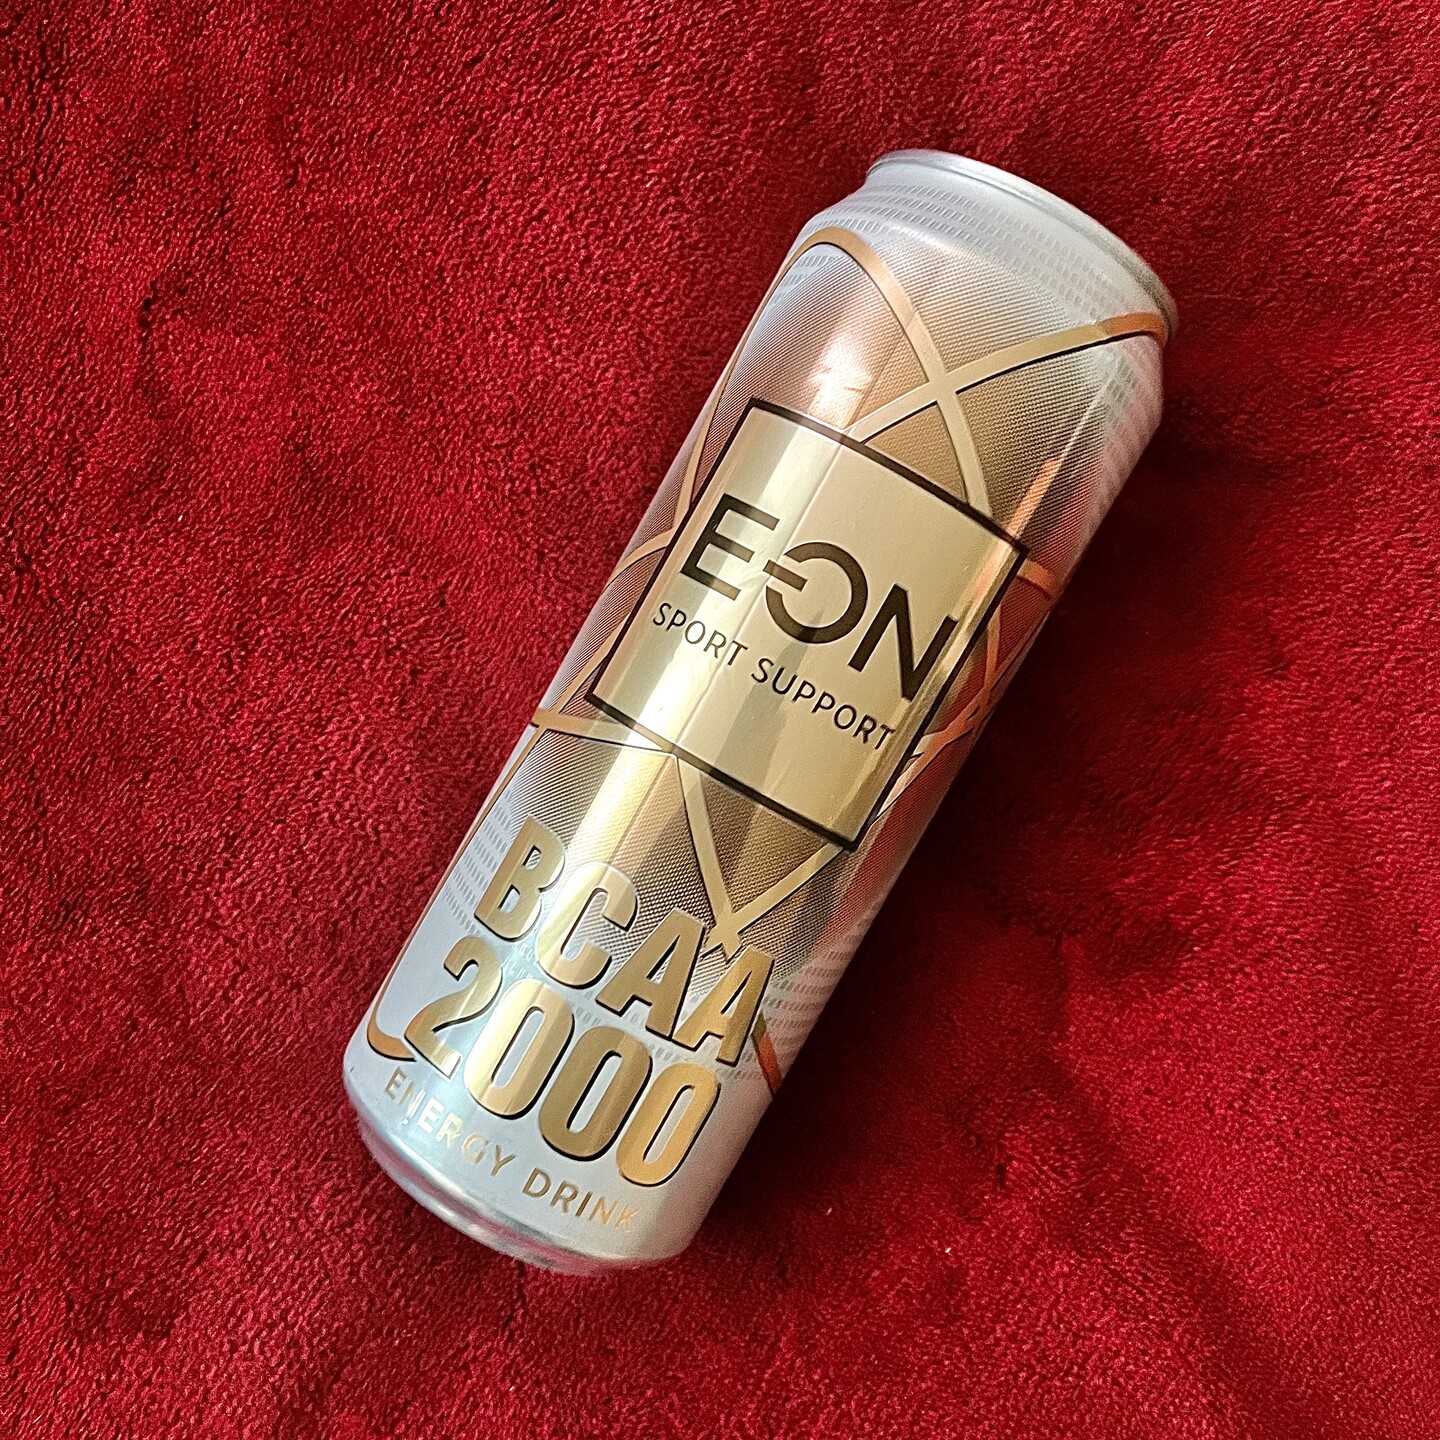 E-ON
SPORT SUPPORT
BCAA
2000
ENERGY DRINK